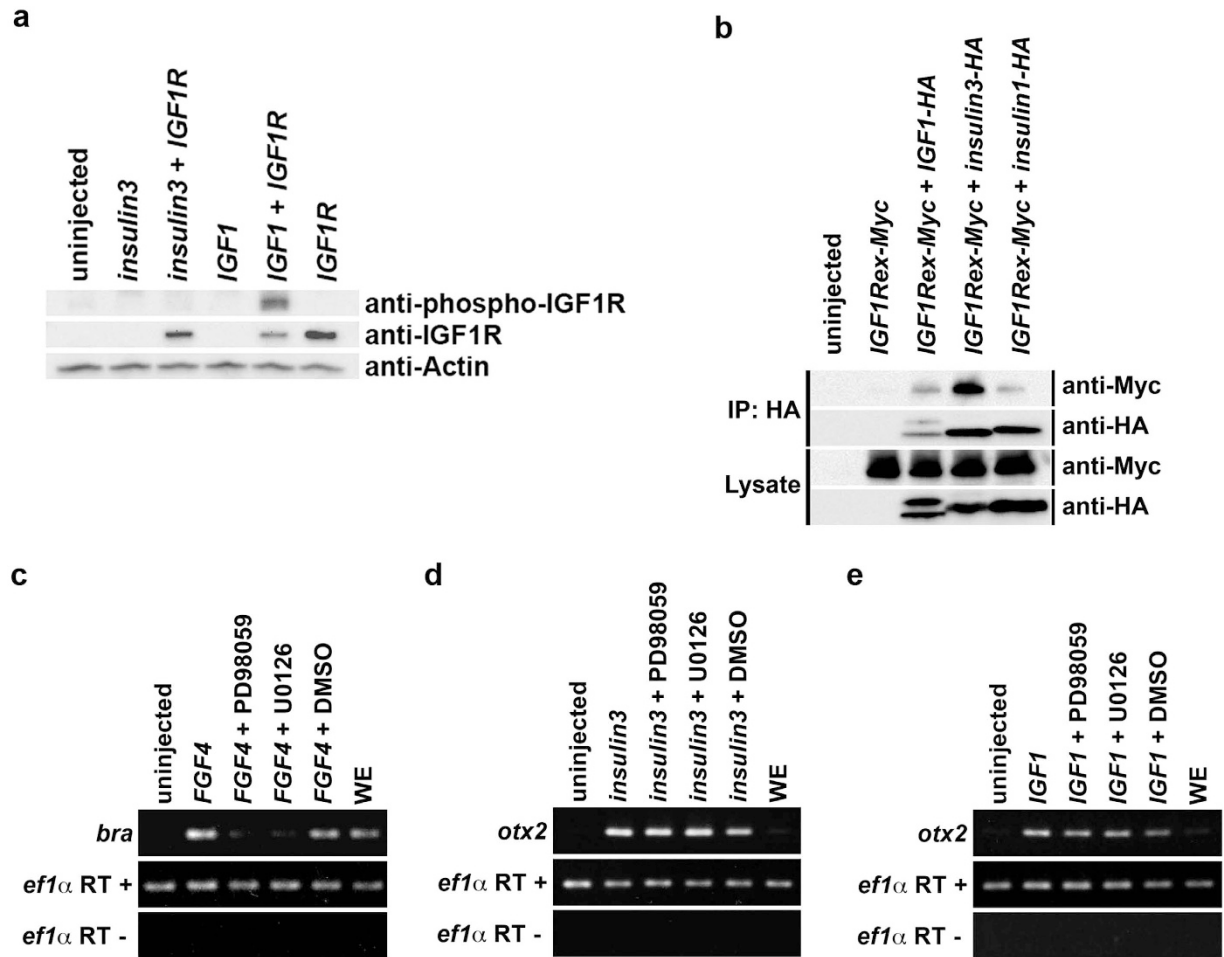 a
uninjected
insulin3
insulin3 + IGF1R
IGF1
IGF1 + IGF1R
IGF1R
anti-phospho-IGF1R
anti-IGF1R
anti-Actin
b
uninjected
IGF1Rex-Myc
IGF1Rex-Myc + IGF1-HA
IGF1Rex-Myc + insulin3-HA
IGF1Rex-Myc + insulin1-HA
IP: HA
anti-Myc
anti-HA
Lysate
anti-Myc
anti-HA
c
uninjected
FGF4
FGF4 + PD98059
FGF4 + U0126
FGF4 + DMSO
WE
bra
ef1α RT +
ef1α RT -
d
uninjected
insulin3
insulin3 + PD98059
insulin3 + U0126
insulin3 + DMSO
WE
otx2
ef1α RT +
ef1α RT -
e
uninjected
IGF1
IGF1 + PD98059
IGF1 + U0126
IGF1 + DMSO
WE
otx2
ef1α RT +
ef1α RT -